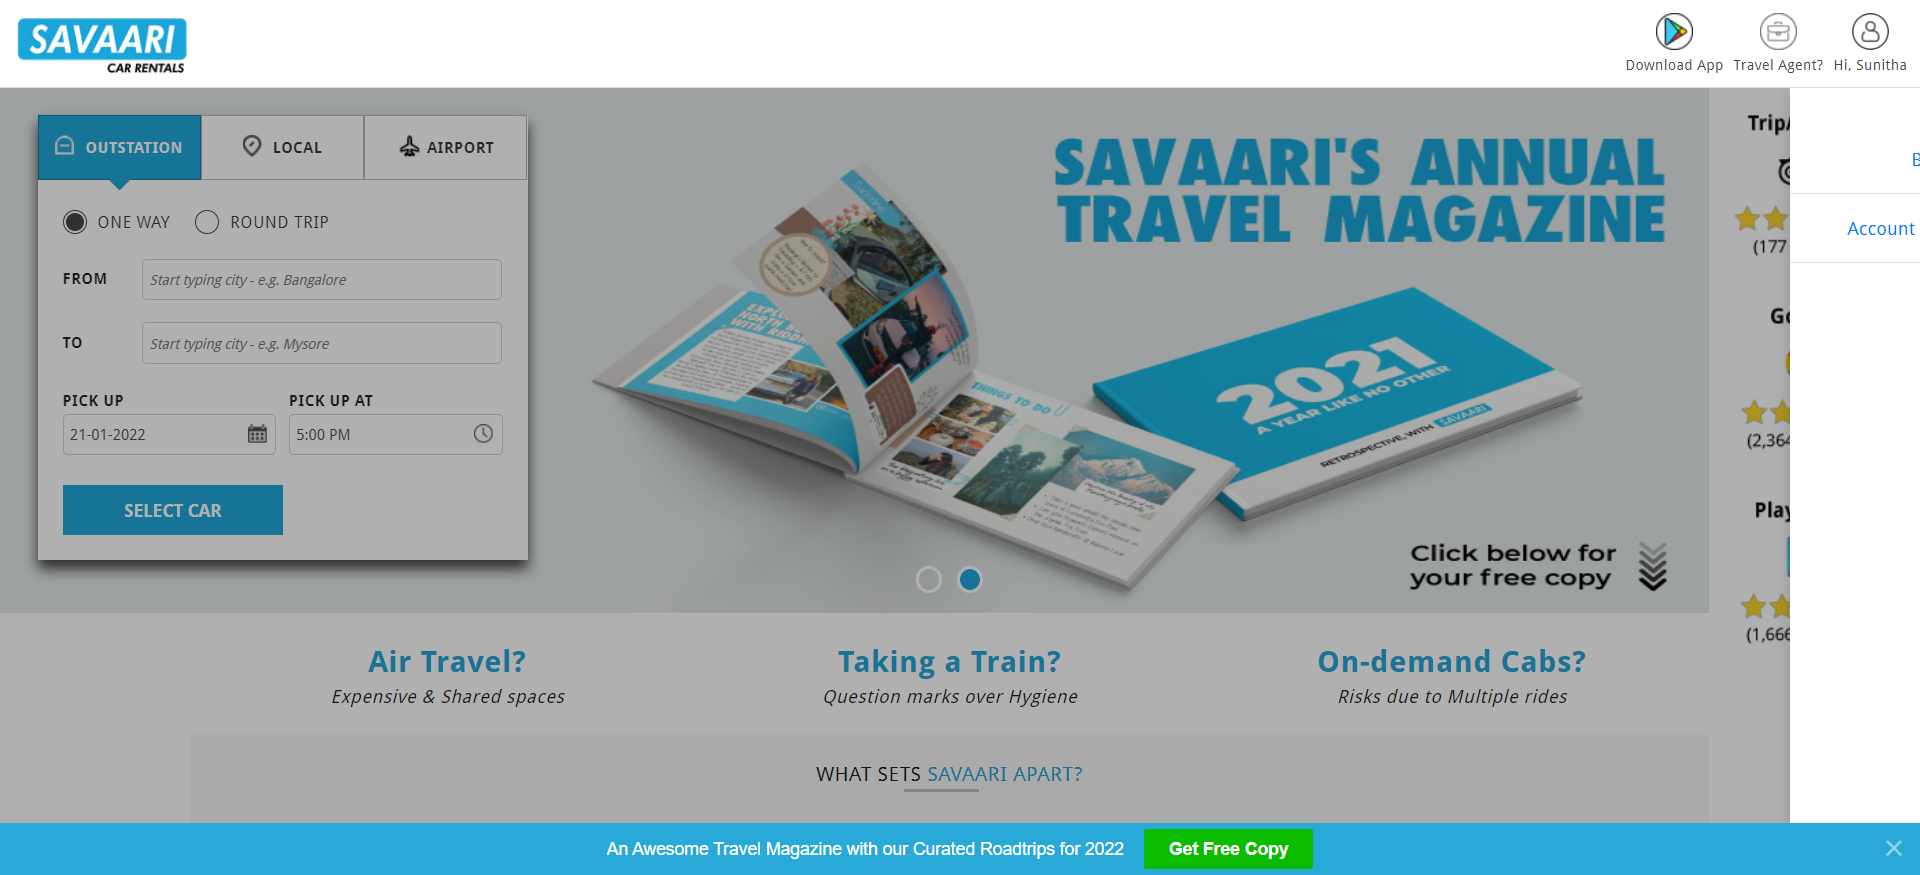 SAVAARI
CAR RENTALS
Download App
Travel Agent?
Hi, Sunitha
OUTSTATION
LOCAL
AIRPORT
ONE WAY
ROUND TRIP
FROM
Start typing city - e.g. Bangalore
TO
Start typing city - e.g. Mysore
PICK UP
PICK UP AT
21-01-2022
5:00 PM
SELECT CAR
SAVAARI'S ANNUAL
TRAVEL MAGAZINE
NORTH
WITH
THINGS TO DO
2021
A YEAR LIKE NO OTHER
RETROSPECTIVE, WITH SAVAARI
Click below for
your free copy
B
Account
(177
(2,364
Play
(1,666
Air Travel?
Expensive & Shared spaces
Taking a Train?
Question marks over Hygiene
On-demand Cabs?
Risks due to Multiple rides
WHAT SETS SAVAARI APART?
An Awesome Travel Magazine with our Curated Roadtrips for 2022
Get Free Copy